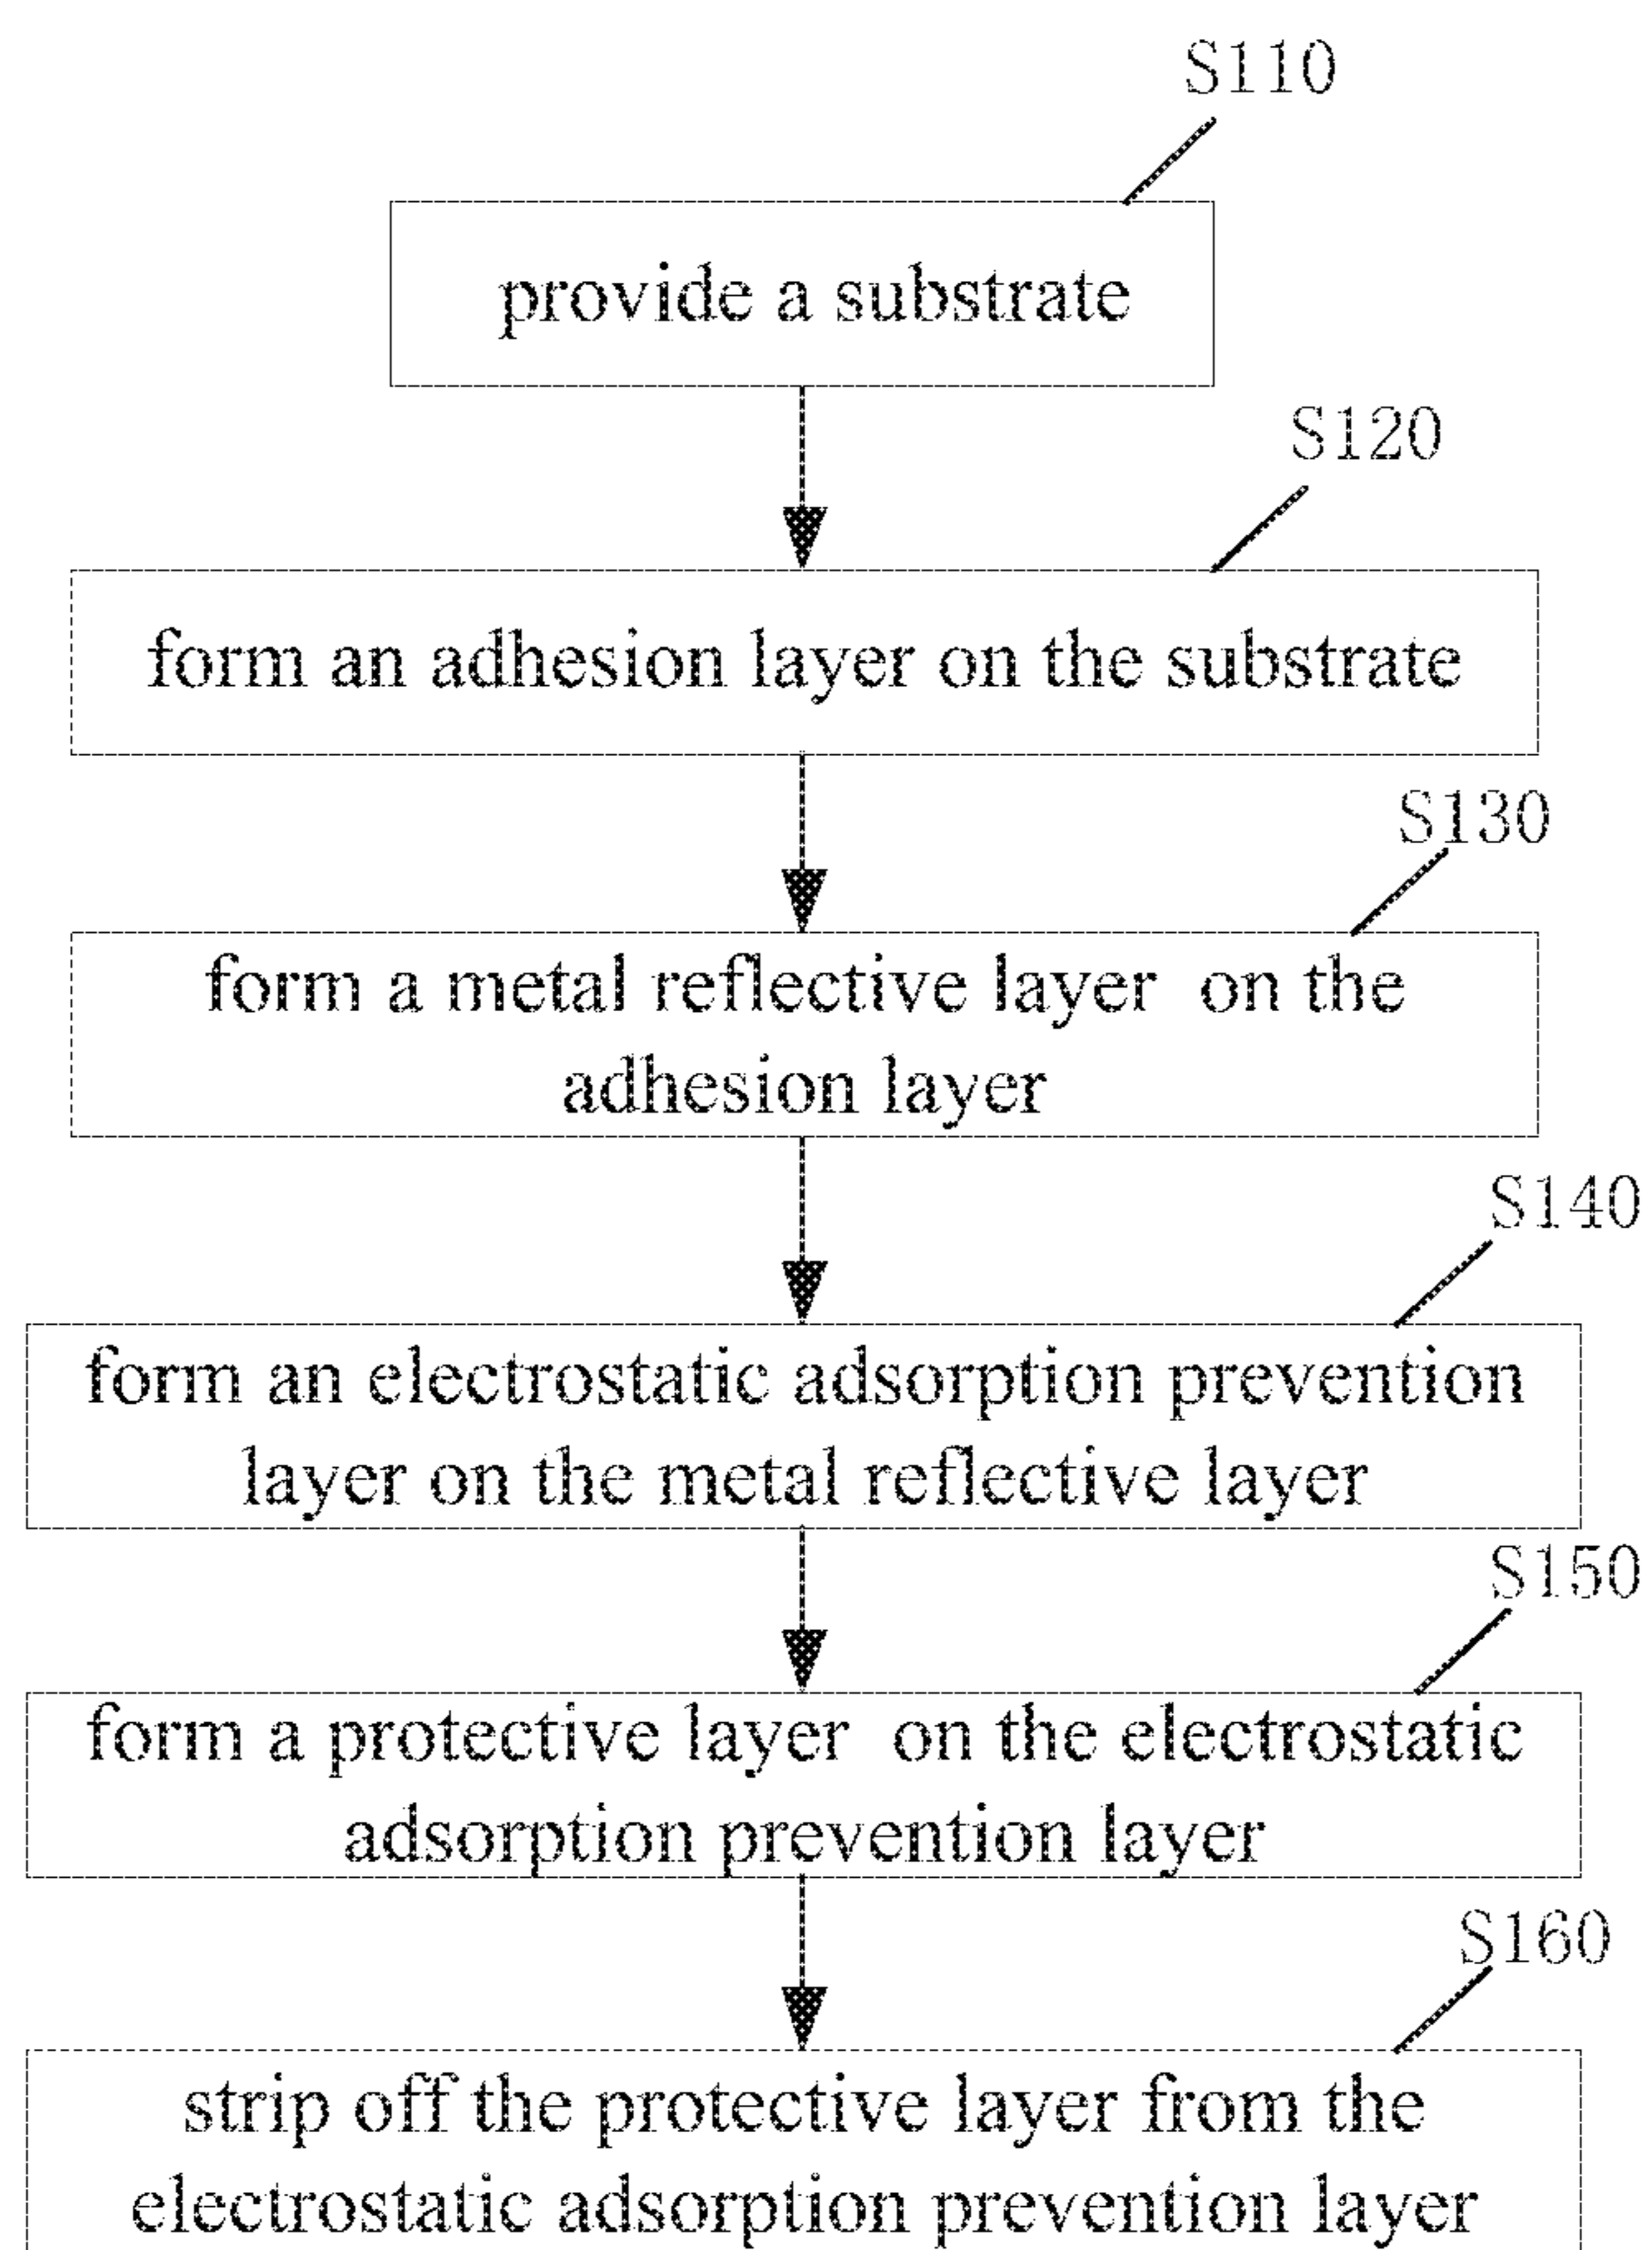 S110
provide a substrate
S120
form an adhesion layer on the substrate
S130
form a metal reflective layer on the
adhesion layer
S140
form an electrostatic adsorption prevention
layer on the metal reflective layer
S150
form a protective layer on the electrostatic
adsorption prevention layer
S160
strip off the protective layer from the
electrostatic adsorption prevention layer